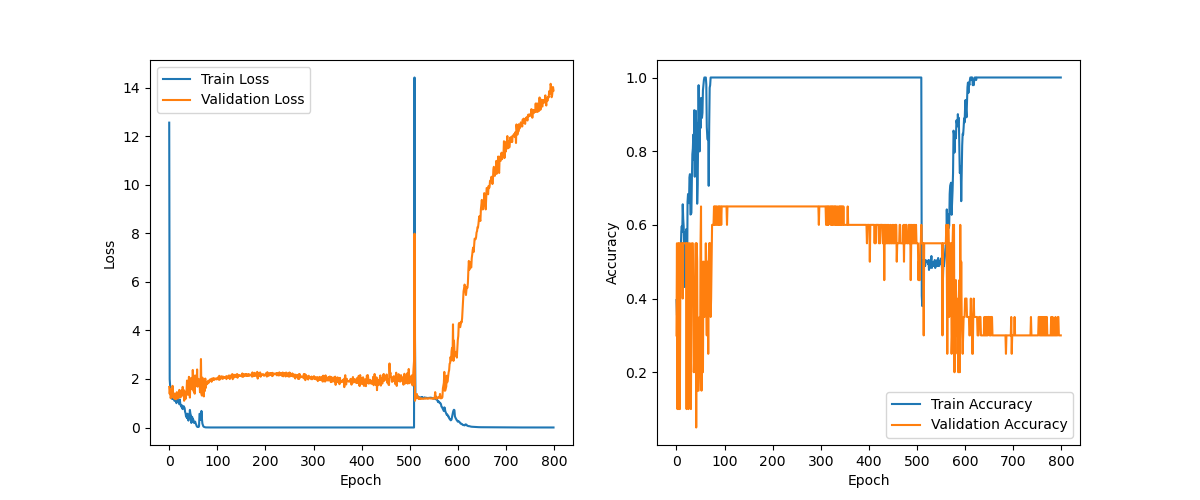 Train Loss
Validation Loss
14
12
10
8
6
4
2
0
Loss
0 100 200 300 400 500 600 700 800
Epoch
1.0
0.8
0.6
0.4
0.2
Accuracy
Train Accuracy
Validation Accuracy
0 100 200 300 400 500 600 700 800
Epoch